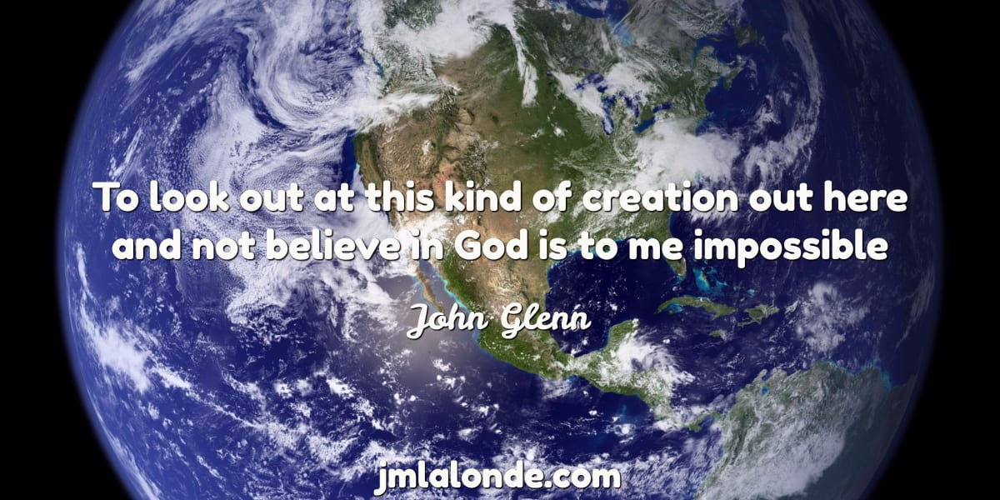 To look out at this kind of creation out here
and not believe in God is to me impossible
John Glenn
jmlalonde.com